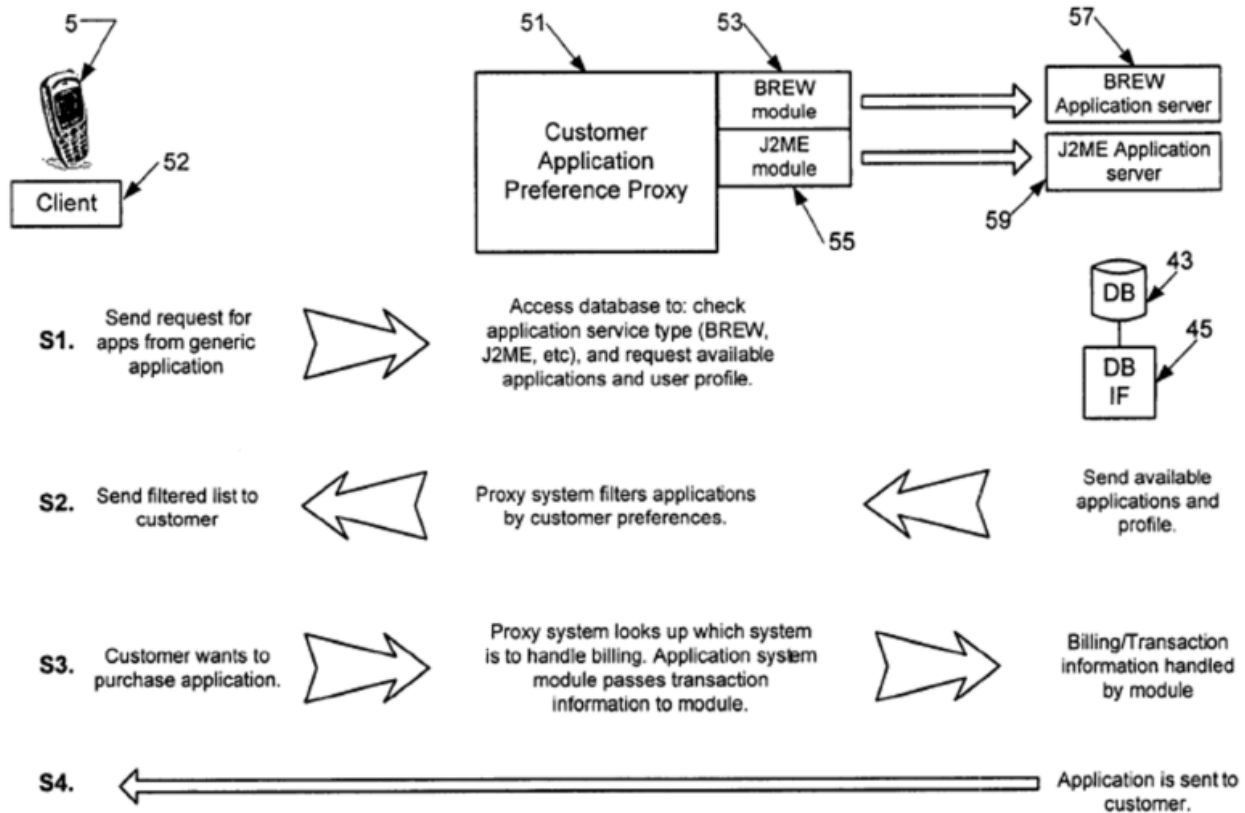 5
51
53
57
BREW
module
BREW
Application server
Customer
Application
Preference Proxy
J2ME
module
J2ME Application
server
52
Client
55
59
43
DB
45
DB
IF
S1.
Send request for
apps from generic
application
Access database to: check
application service type (BREW,
J2ME, etc), and request available
applications and user profile.
S2.
Send filtered list to
customer
Proxy system filters applications
by customer preferences.
Send available
applications and
profile.
S3.
Customer wants to
purchase application.
Proxy system looks up which system
is to handle billing. Application system
module passes transaction
information to module.
Billing/Transaction
information handled
by module
S4.
Application is sent to
customer.